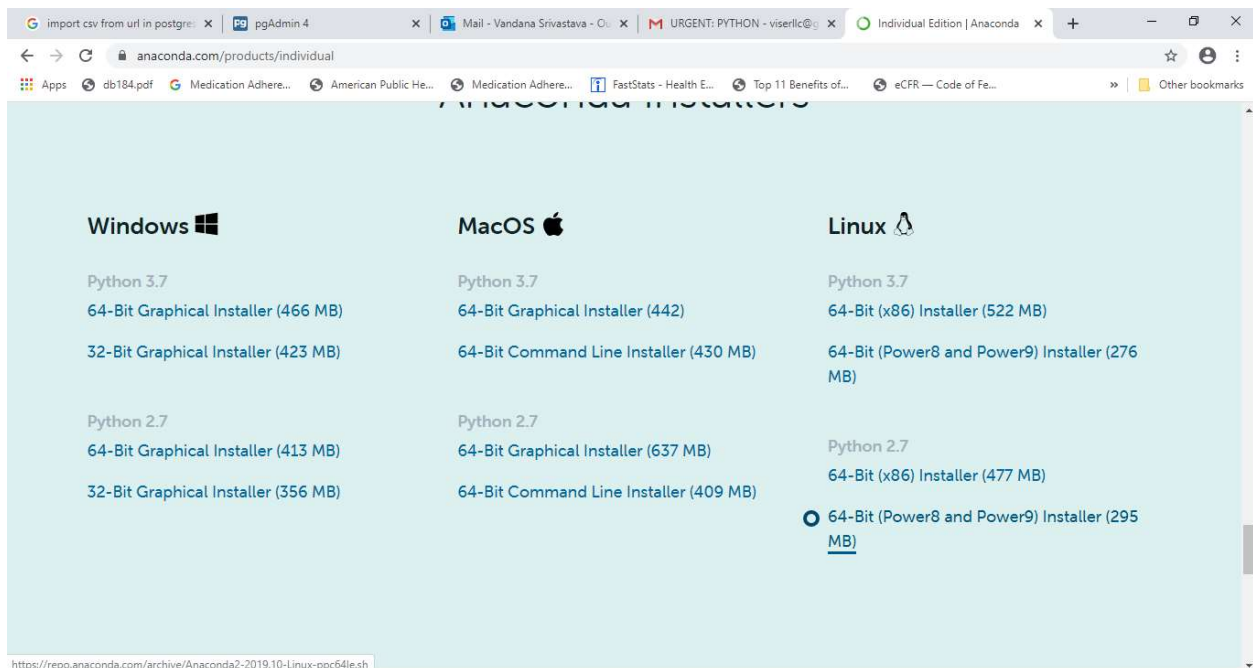 import csv from url in postgres
pgAdmin 4
Mail - Vandana Srivastava - Ou
URGENT: PYTHON - viserllc@g
Individual Edition | Anaconda
anaconda.com/products/individual
Apps
db184.pdf
Medication Adhere...
American Public He...
Medication Adhere...
FastStats - Health E...
Top 11 Benefits of...
eCFR — Code of Fe...
»
Other bookmarks
Anaconda Installers
Windows
Python 3.7
64-Bit Graphical Installer (466 MB)
32-Bit Graphical Installer (423 MB)
Python 2.7
64-Bit Graphical Installer (413 MB)
32-Bit Graphical Installer (356 MB)
MacOS
Python 3.7
64-Bit Graphical Installer (442)
64-Bit Command Line Installer (430 MB)
Python 2.7
64-Bit Graphical Installer (637 MB)
64-Bit Command Line Installer (409 MB)
Linux
Python 3.7
64-Bit (x86) Installer (522 MB)
64-Bit (Power8 and Power9) Installer (276
MB)
Python 2.7
64-Bit (x86) Installer (477 MB)
64-Bit (Power8 and Power9) Installer (295
MB)
https://repo.anaconda.com/archive/Anaconda2-2019.10-Linux-ppc64le.sh